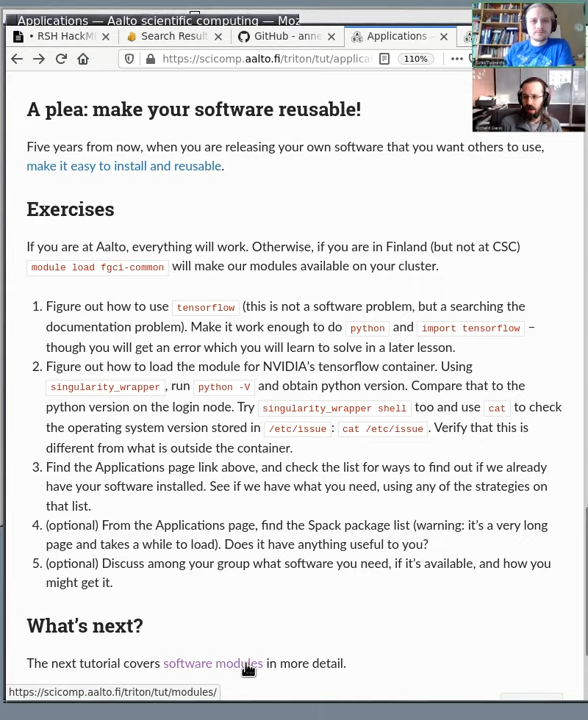 Applications — Aalto scientific computing — Moz
• RSH HackM
Search Result
GitHub - anne
Applications —
https://scicomp.aalto.fi/triton/tut/applica
110%
A plea: make your software reusable!
Five years from now, when you are releasing your own software that you want others to use,
make it easy to install and reusable.
Exercises
If you are at Aalto, everything will work. Otherwise, if you are in Finland (but not at CSC)
module load fgci-common will make our modules available on your cluster.
1. Figure out how to use tensorflow (this is not a software problem, but a searching the
documentation problem). Make it work enough to do python and import tensorflow –
though you will get an error which you will learn to solve in a later lesson.
2. Figure out how to load the module for NVIDIA's tensorflow container. Using
singularity_wrapper, run python -V and obtain python version. Compare that to the
python version on the login node. Try singularity_wrapper shell too and use cat to check
the operating system version stored in /etc/issue: cat /etc/issue. Verify that this is
different from what is outside the container.
3. Find the Applications page link above, and check the list for ways to find out if we already
have your software installed. See if we have what you need, using any of the strategies on
that list.
4. (optional) From the Applications page, find the Spack package list (warning: it's a very long
page and takes a while to load). Does it have anything useful to you?
5. (optional) Discuss among your group what software you need, if it's available, and how you
might get it.
What's next?
The next tutorial covers software modules in more detail.
https://scicomp.aalto.fi/triton/tut/modules/